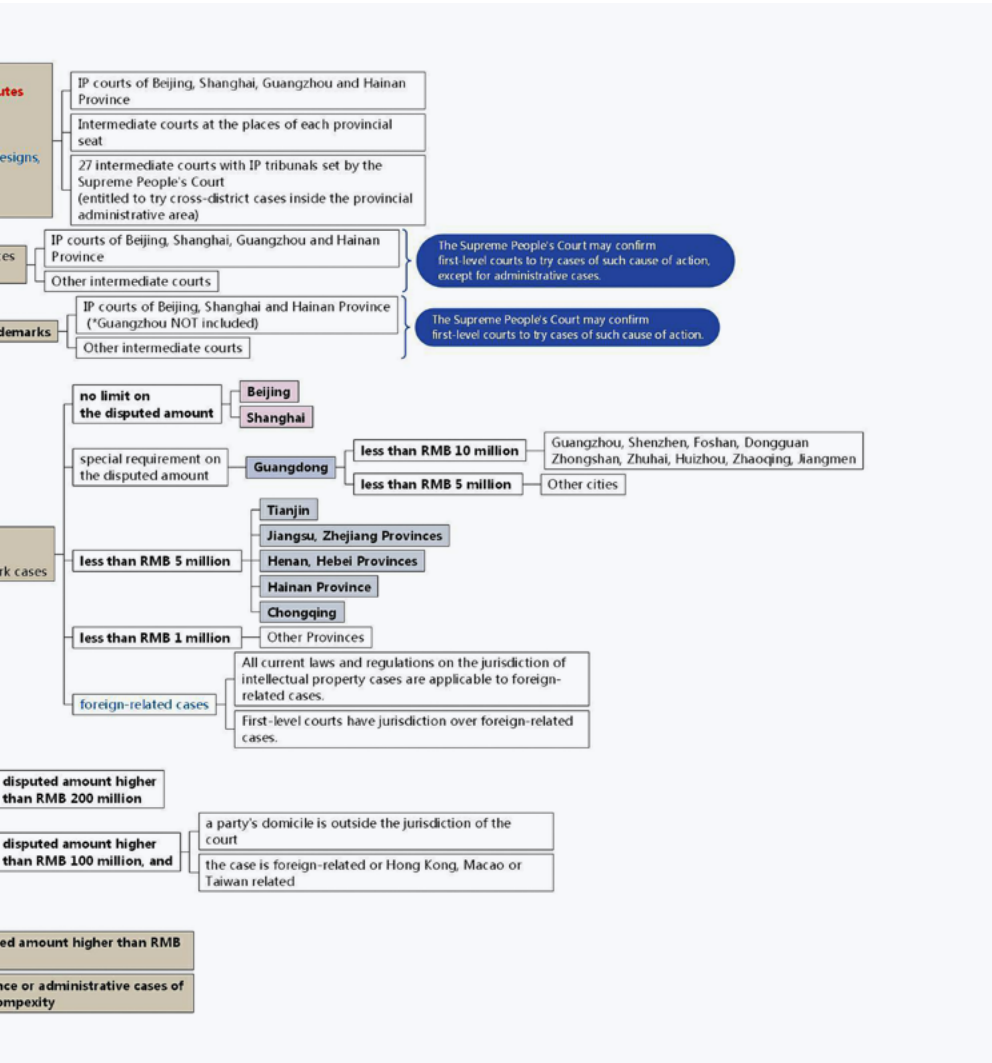 IP courts of Beijing, Shanghai, Guangzhou and Hainan
Province
utes
Intermediate courts at the places of each provincial
seat
esigns,
27 intermediate courts with IP tribunals set by the
Supreme People's Court
(entitled to try cross-district cases inside the provincial
administrative area)
IP courts of Beijing, Shanghai, Guangzhou and Hainan
Province
ces
Other intermediate courts
The Supreme People's Court may confirm
first-level courts to try cases of such cause of action,
except for administrative cases.
IP courts of Beijing, Shanghai and Hainan Province
(*Guangzhou NOT included)
demarks
Other intermediate courts
The Supreme People's Court may confirm
first-level courts to try cases of such cause of action.
no limit on
the disputed amount
Beijing
Shanghai
special requirement on
the disputed amount
Guangdong
less than RMB 10 million
Guangzhou, Shenzhen, Foshan, Dongguan
Zhongshan, Zhuhai, Huizhou, Zhaoqing, Jiangmen
less than RMB 5 million
Other cities
rk cases
less than RMB 5 million
Tianjin
Jiangsu, Zhejiang Provinces
Henan, Hebei Provinces
Hainan Province
Chongqing
less than RMB 1 million
Other Provinces
foreign-related cases
All current laws and regulations on the jurisdiction of
intellectual property cases are applicable to foreign-
related cases.
First-level courts have jurisdiction over foreign-related
cases.
disputed amount higher
than RMB 200 million
disputed amount higher
than RMB 100 million, and
a party's domicile is outside the jurisdiction of the
court
the case is foreign-related or Hong Kong, Macao or
Taiwan related
ed amount higher than RMB
nce or administrative cases of
ompexity